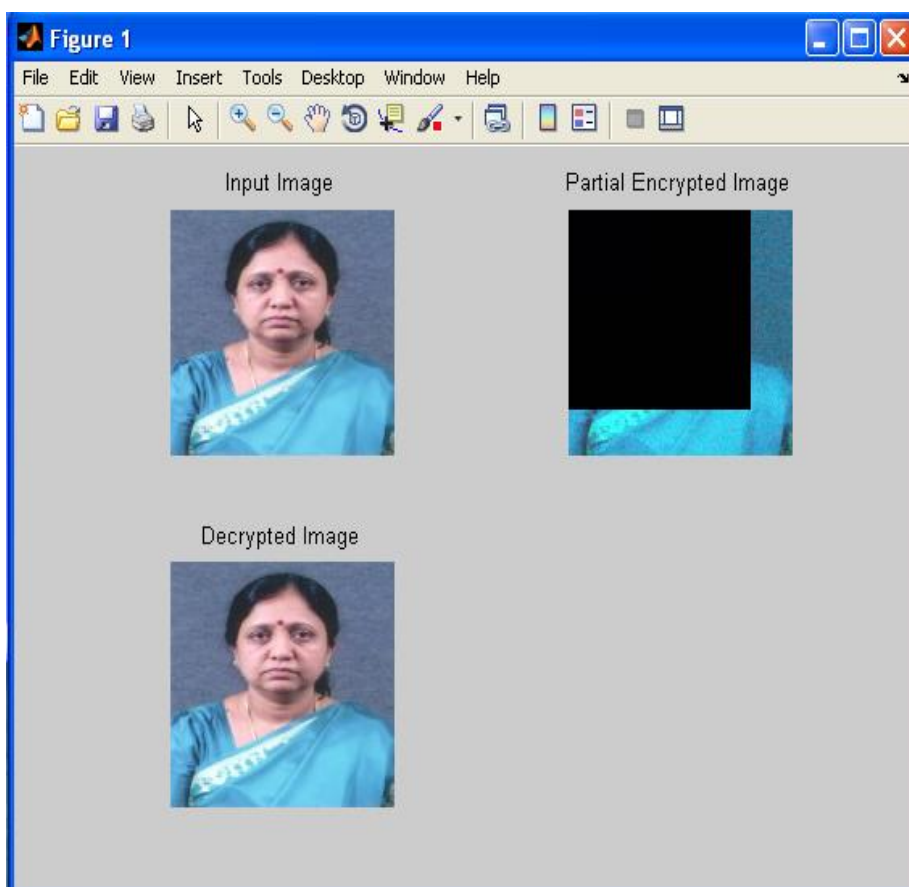 Figure 1
File Edit View Insert Tools Desktop Window Help
Input Image
Partial Encrypted Image
Decrypted Image